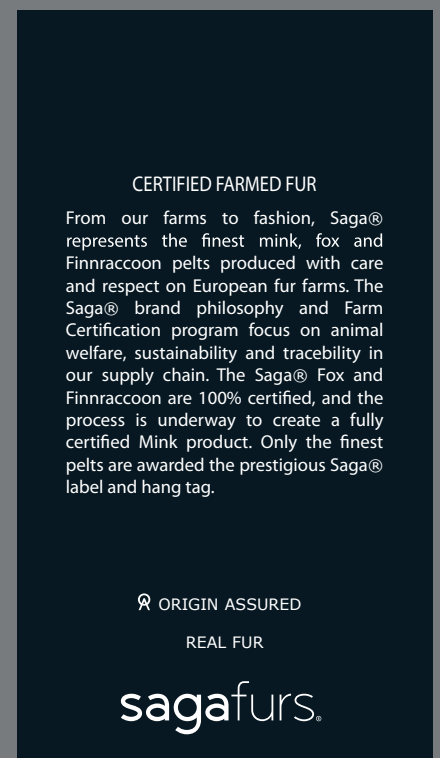 CERTIFIED FARMED FUR
From our farms to fashion, Saga®
represents the finest mink, fox and
Finnraccoon pelts produced with care
and respect on European fur farms. The
Saga® brand philosophy and Farm
Certification program focus on animal
welfare, sustainability and tracebility in
our supply chain. The Saga® Fox and
Finnraccoon are 100% certified, and the
process is underway to create a fully
certified Mink product. Only the finest
pelts are awarded the prestigious Saga®
label and hang tag.
ORIGIN ASSURED
REAL FUR
sagafurs®